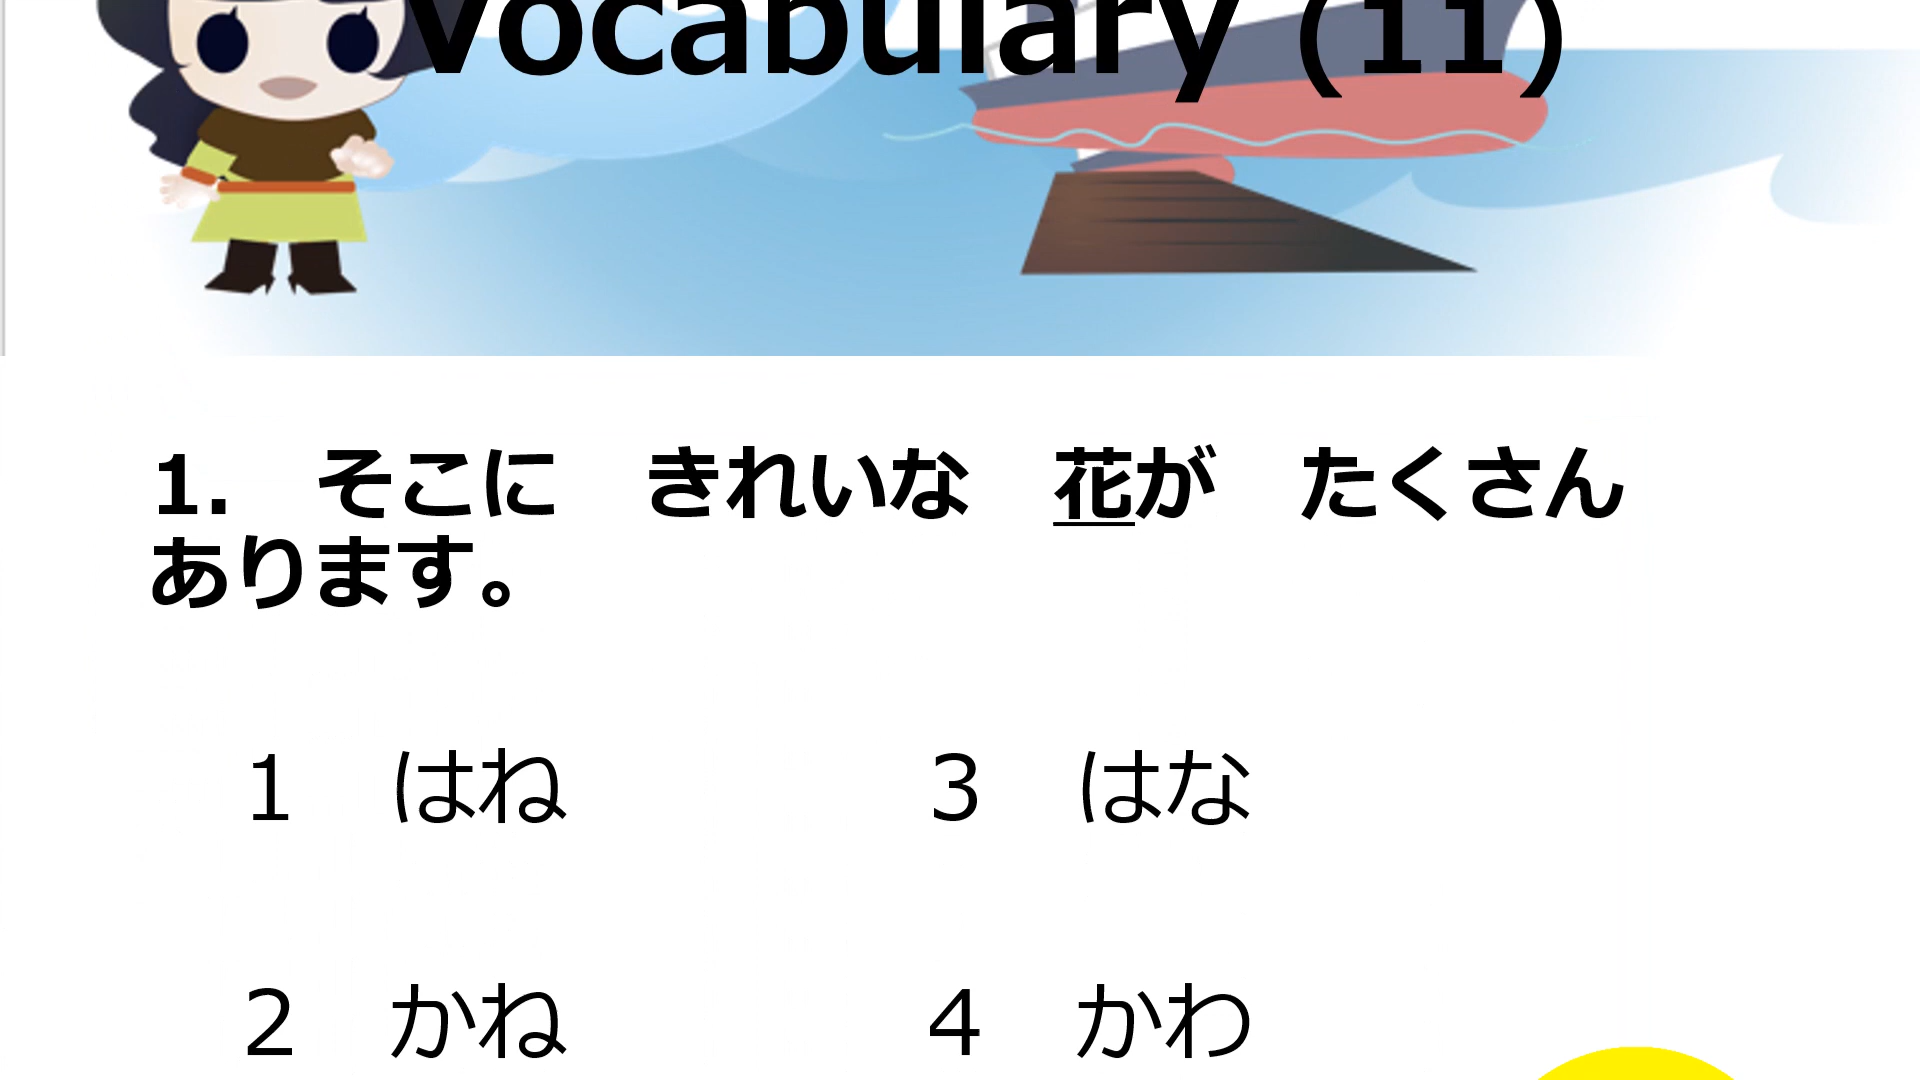 Vocabulary (11)
1.　そこに　きれいな　花が　たくさん
あります。
1　はね　3　はな
2　かね　4　かわ